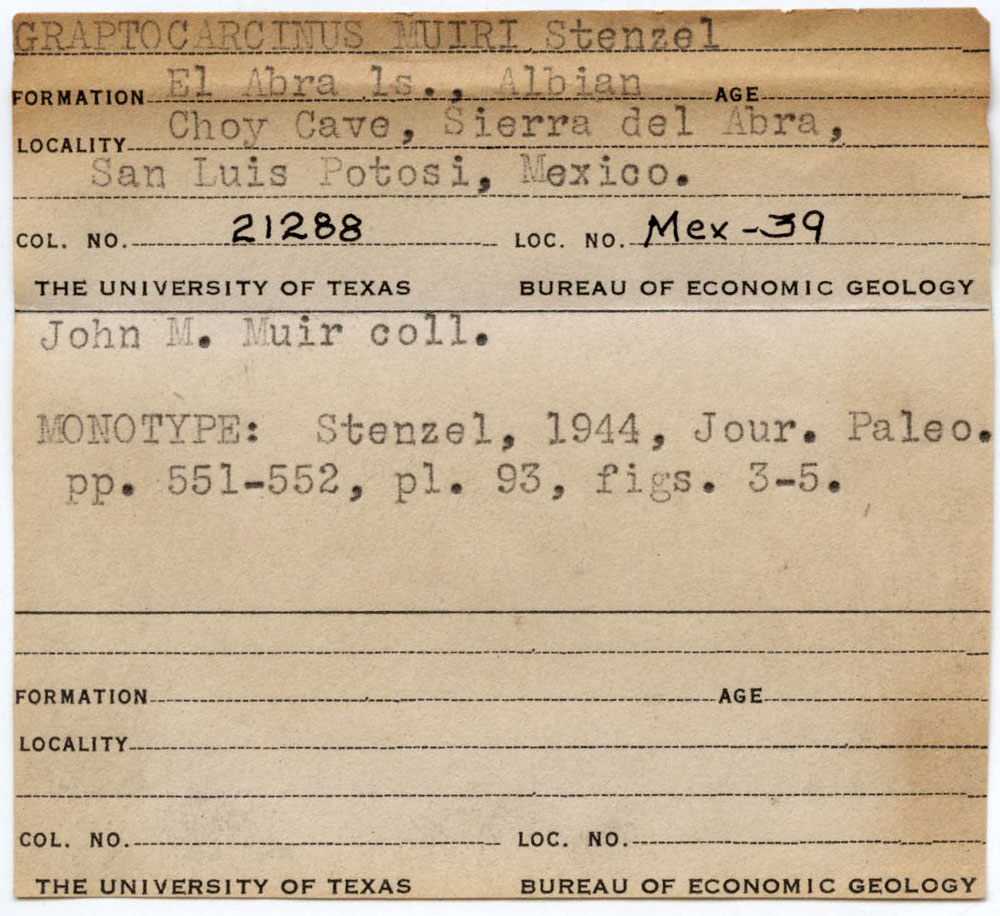 GRAPTOCARCINUS MUIRI Stenzel
FORMATION El Abra ls., Albian AGE
LOCALITY Choy Cave, Sierra del Abra,
San Luis Potosi, Mexico.
COL. NO. 21288 LOC. NO. Mex-39
THE UNIVERSITY OF TEXAS BUREAU OF ECONOMIC GEOLOGY
John M. Muir coll.
MONOTYPE: Stenzel, 1944, Jour. Paleo.
pp. 551-552, pl. 93, figs. 3-5.
FORMATION AGE
LOCALITY
COL. NO. LOC. NO.
THE UNIVERSITY OF TEXAS BUREAU OF ECONOMIC GEOLOGY